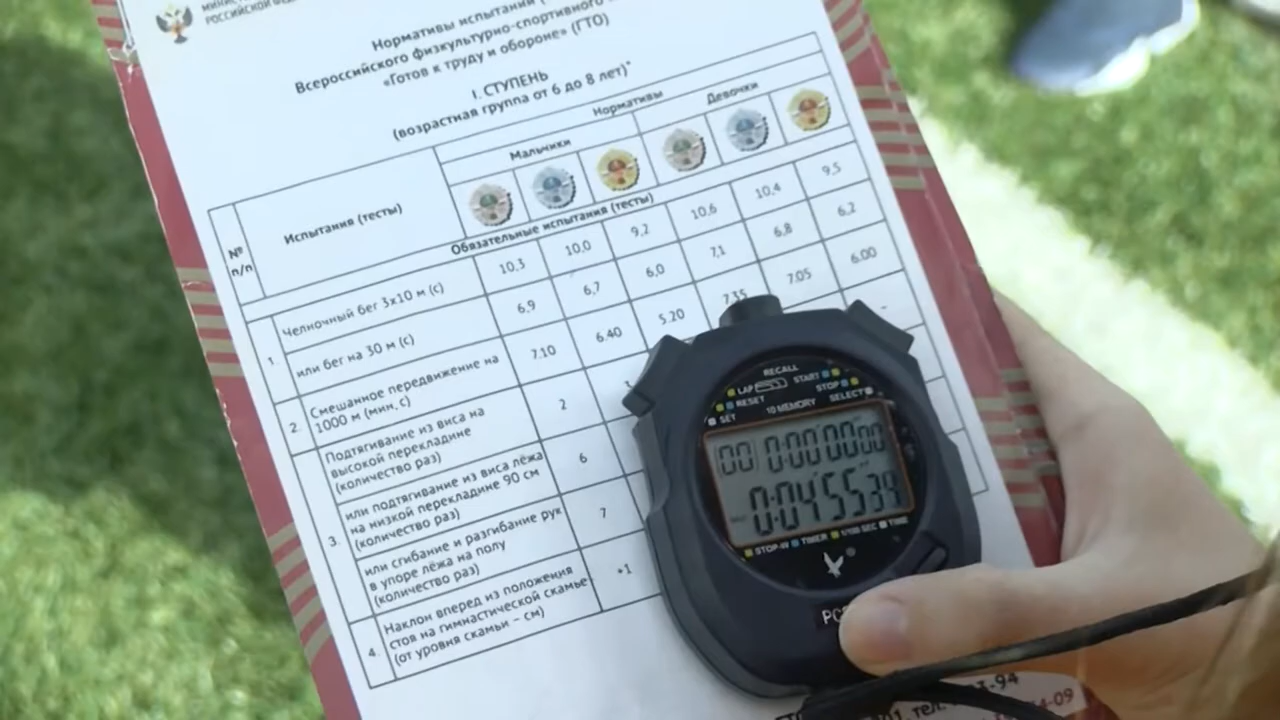 РОССИЙСКОЙ
Нормативы испытаний
Всероссийского физкультурно-спортивного
«Готов к труду и обороне» (ГТО)
I. СТУПЕНЬ
(возрастная группа от 6 до 8 лет)*
№ п/п
Испытания (тесты)
Нормативы
Мальчики
Девочки
Обязательные испытания (тесты)
1.
Челночный бег 3х10 м (с)
10,3 10,0 9,2 10,6 10,4 9,5
или бег на 30 м (с)
6,9 6,7 6,0 7,1 6,8 6,2
2.
Смешанное передвижение на
1000 м (мин, с)
7.10 6.40 5.20 7.35 7.05 6.00
3.
Подтягивание из виса на
высокой перекладине
(количество раз)
2
-
или подтягивание из виса лёжа
на низкой перекладине 90 см
(количество раз)
6
или сгибание и разгибание рук
в упоре лёжа на полу
(количество раз)
7
4.
Наклон вперед из положения
стоя на гимнастической скамье
(от уровня скамьи – см)
+1
RECALL
LAP START
RESET STOP
SET 10 MEMORY SELECT
00 0:00'00"00
0:04'55"39
STOP-W TIMER 1/100 SEC TIME
тел.
-94
-09